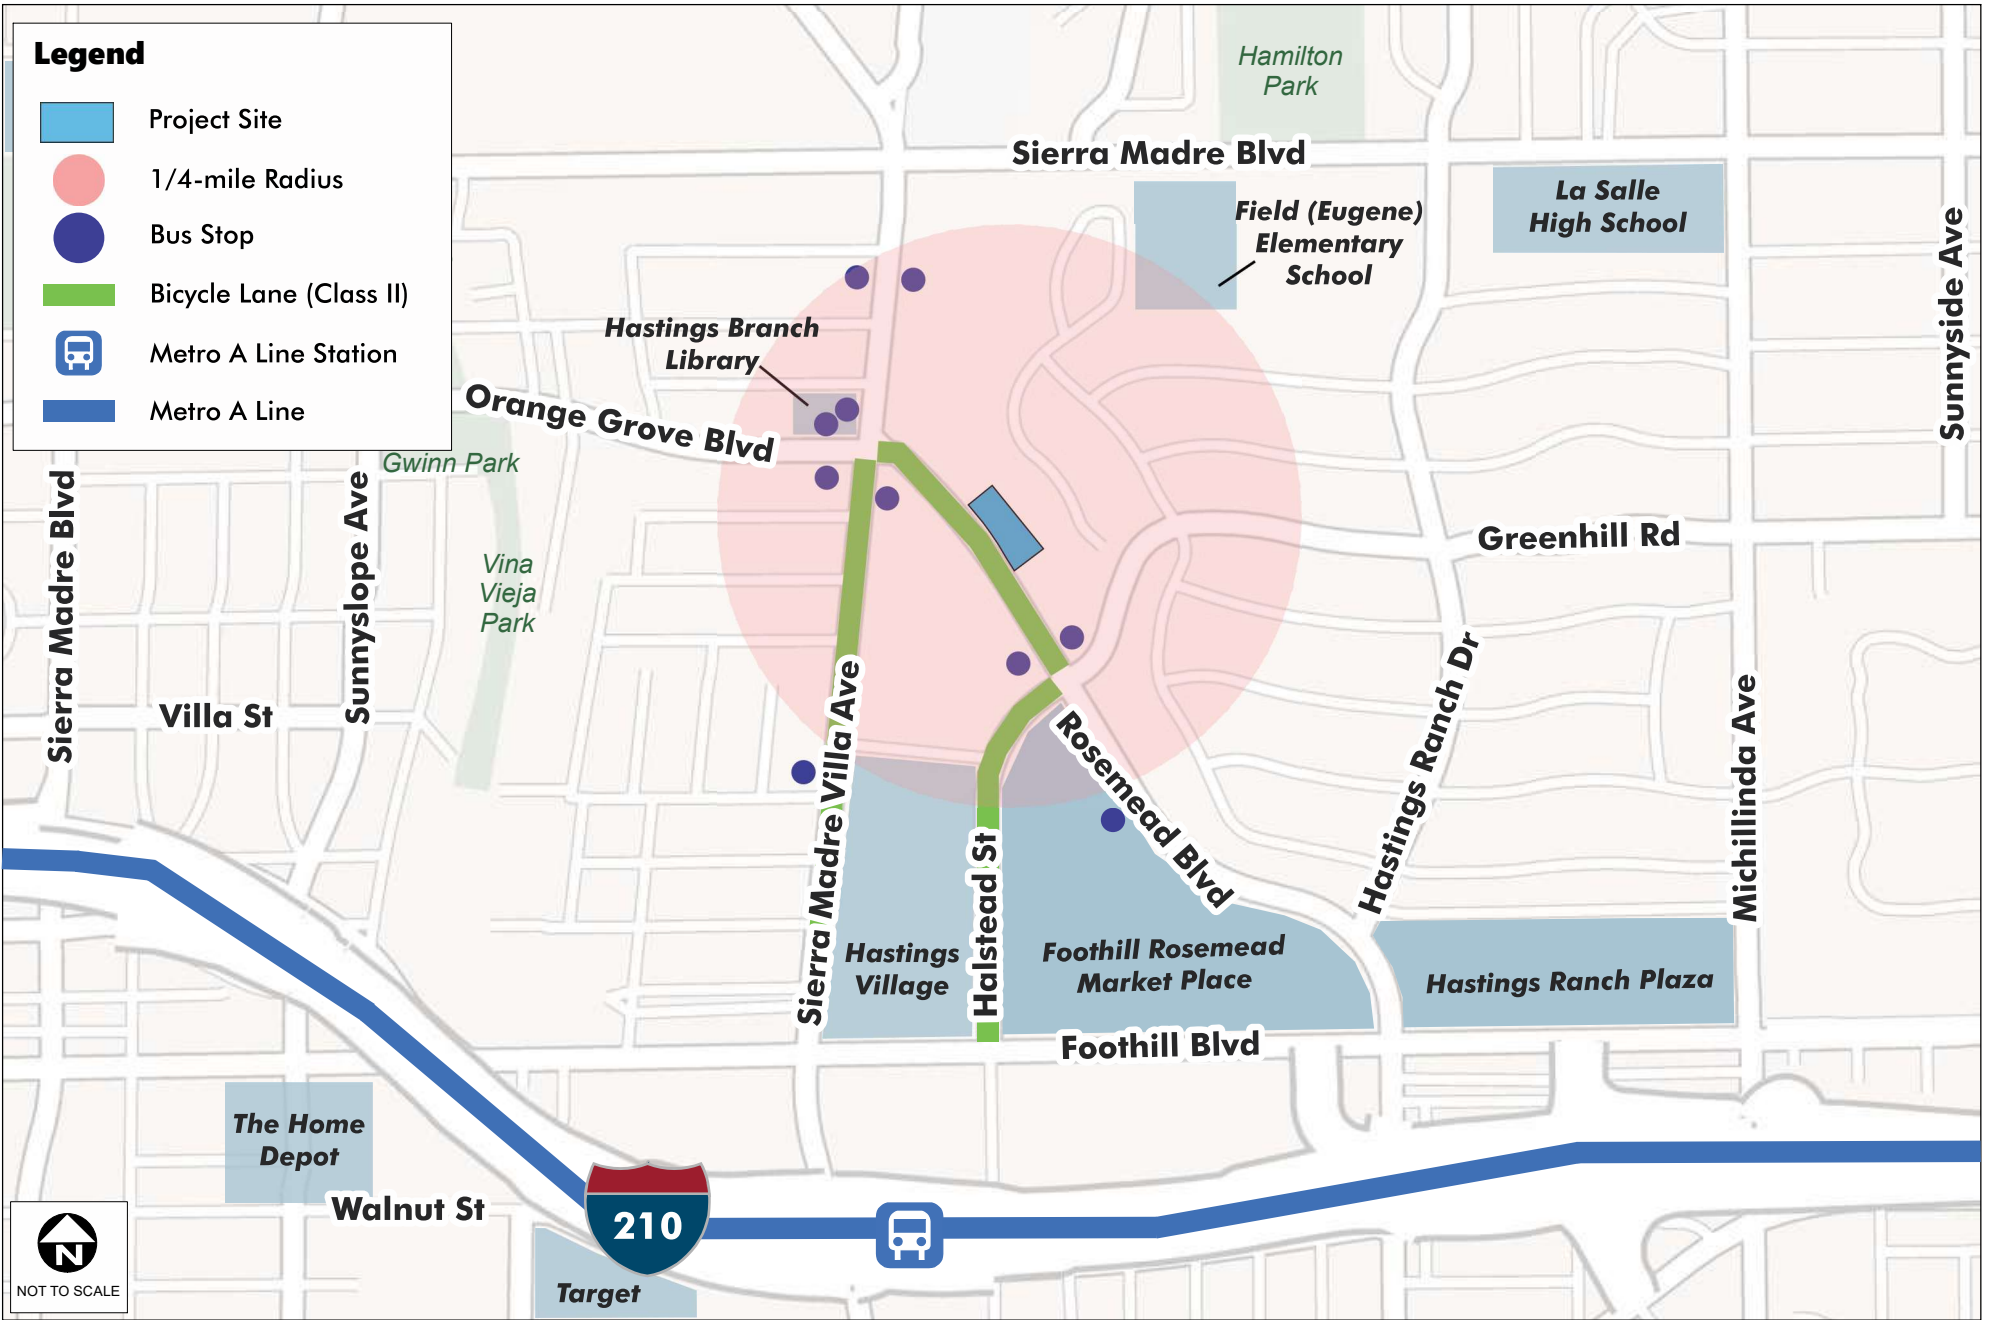 Legend
Project Site
1/4-mile Radius
Bus Stop
Bicycle Lane (Class II)
Metro A Line Station
Metro A Line
Hamilton
Park
Sierra Madre Blvd
La Salle
High School
Field (Eugene)
Elementary
School
Sunnyside Ave
Hastings Branch
Library
Orange Grove Blvd
Gwinn Park
Sierra Madre Blvd
Sunnyslope Ave
Vina
Vieja
Park
Greenhill Rd
Villa St
Sierra Madre Villa Ave
Rosemead Blvd
Hastings Ranch Dr
Michillinda Ave
Halstead St
Hastings
Village
Foothill Rosemead
Market Place
Hastings Ranch Plaza
Foothill Blvd
The Home
Depot
Walnut St
210
Target
N
NOT TO SCALE